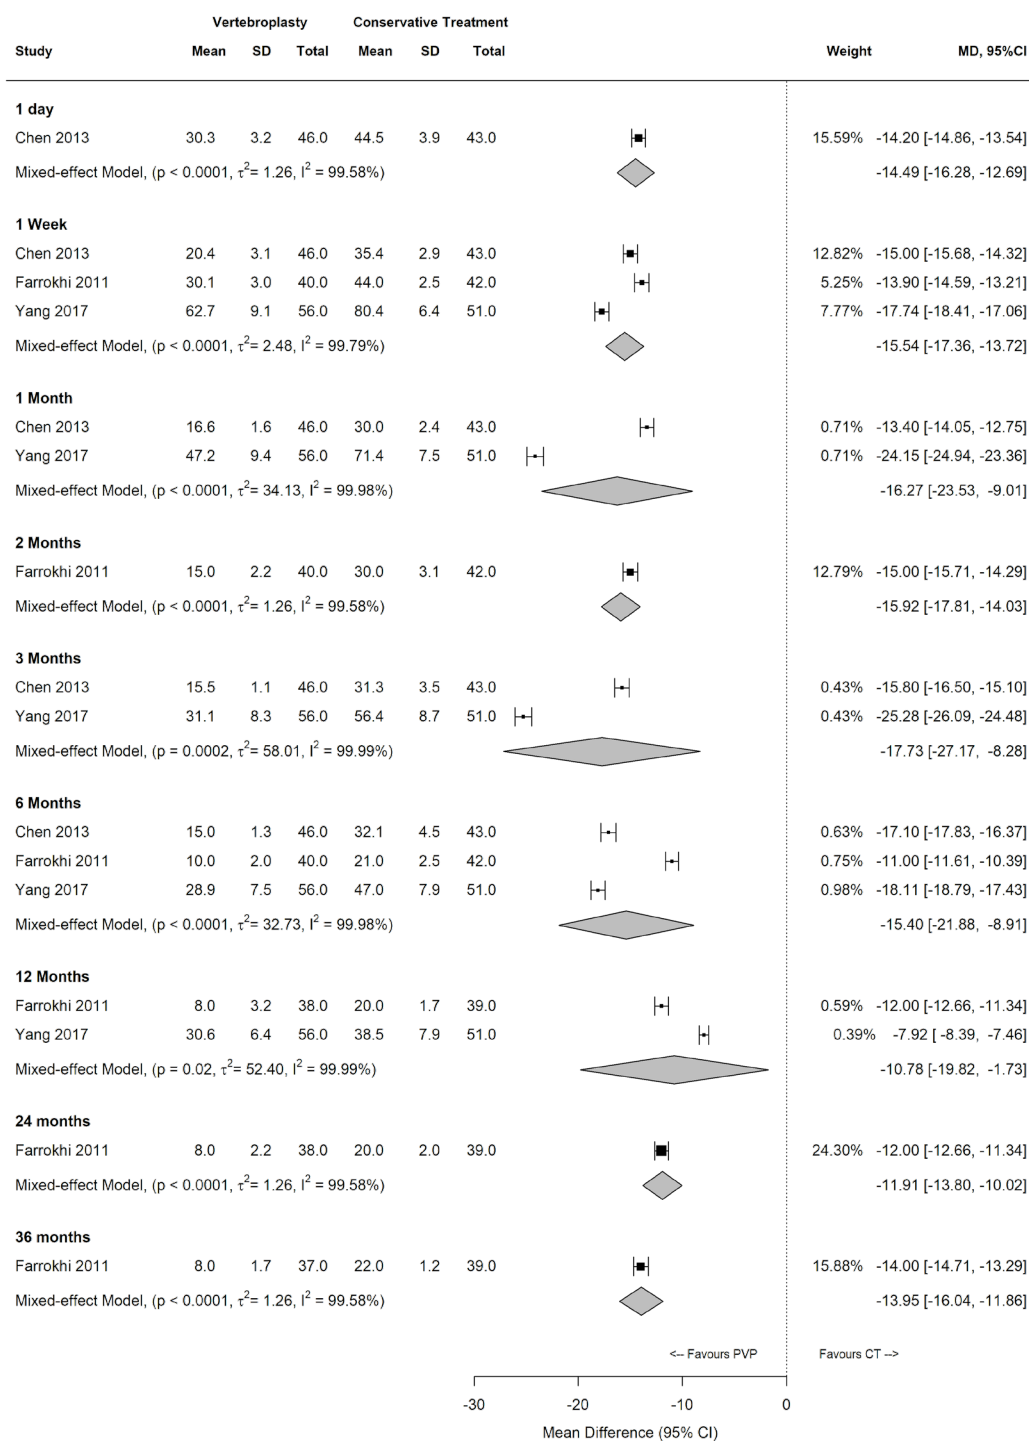 Vertebroplasty Conservative Treatment
Study Mean SD Total Mean SD Total Weight MD, 95%CI
1 day
Chen 2013 30.3 3.2 46.0 44.5 3.9 43.0 15.59% -14.20 [-14.86, -13.54]
Mixed-effect Model, (p < 0.0001, τ²= 1.26, I² = 99.58%) -14.49 [-16.28, -12.69]
1 Week
Chen 2013 20.4 3.1 46.0 35.4 2.9 43.0 12.82% -15.00 [-15.68, -14.32]
Farrokhi 2011 30.1 3.0 40.0 44.0 2.5 42.0 5.25% -13.90 [-14.59, -13.21]
Yang 2017 62.7 9.1 56.0 80.4 6.4 51.0 7.77% -17.74 [-18.41, -17.06]
Mixed-effect Model, (p < 0.0001, τ²= 2.48, I² = 99.79%) -15.54 [-17.36, -13.72]
1 Month
Chen 2013 16.6 1.6 46.0 30.0 2.4 43.0 0.71% -13.40 [-14.05, -12.75]
Yang 2017 47.2 9.4 56.0 71.4 7.5 51.0 0.71% -24.15 [-24.94, -23.36]
Mixed-effect Model, (p < 0.0001, τ²= 34.13, I² = 99.98%) -16.27 [-23.53, -9.01]
2 Months
Farrokhi 2011 15.0 2.2 40.0 30.0 3.1 42.0 12.79% -15.00 [-15.71, -14.29]
Mixed-effect Model, (p < 0.0001, τ²= 1.26, I² = 99.58%) -15.92 [-17.81, -14.03]
3 Months
Chen 2013 15.5 1.1 46.0 31.3 3.5 43.0 0.43% -15.80 [-16.50, -15.10]
Yang 2017 31.1 8.3 56.0 56.4 8.7 51.0 0.43% -25.28 [-26.09, -24.48]
Mixed-effect Model, (p = 0.0002, τ²= 58.01, I² = 99.99%) -17.73 [-27.17, -8.28]
6 Months
Chen 2013 15.0 1.3 46.0 32.1 4.5 43.0 0.63% -17.10 [-17.83, -16.37]
Farrokhi 2011 10.0 2.0 40.0 21.0 2.5 42.0 0.75% -11.00 [-11.61, -10.39]
Yang 2017 28.9 7.5 56.0 47.0 7.9 51.0 0.98% -18.11 [-18.79, -17.43]
Mixed-effect Model, (p < 0.0001, τ²= 32.73, I² = 99.98%) -15.40 [-21.88, -8.91]
12 Months
Farrokhi 2011 8.0 3.2 38.0 20.0 1.7 39.0 0.59% -12.00 [-12.66, -11.34]
Yang 2017 30.6 6.4 56.0 38.5 7.9 51.0 0.39% -7.92 [ -8.39, -7.46]
Mixed-effect Model, (p = 0.02, τ²= 52.40, I² = 99.99%) -10.78 [-19.82, -1.73]
24 months
Farrokhi 2011 8.0 2.2 38.0 20.0 2.0 39.0 24.30% -12.00 [-12.66, -11.34]
Mixed-effect Model, (p < 0.0001, τ²= 1.26, I² = 99.58%) -11.91 [-13.80, -10.02]
36 months
Farrokhi 2011 8.0 1.7 37.0 22.0 1.2 39.0 15.88% -14.00 [-14.71, -13.29]
Mixed-effect Model, (p < 0.0001, τ²= 1.26, I² = 99.58%) -13.95 [-16.04, -11.86]
<-- Favours PVP Favours CT -->
-30 -20 -10 0
Mean Difference (95% CI)